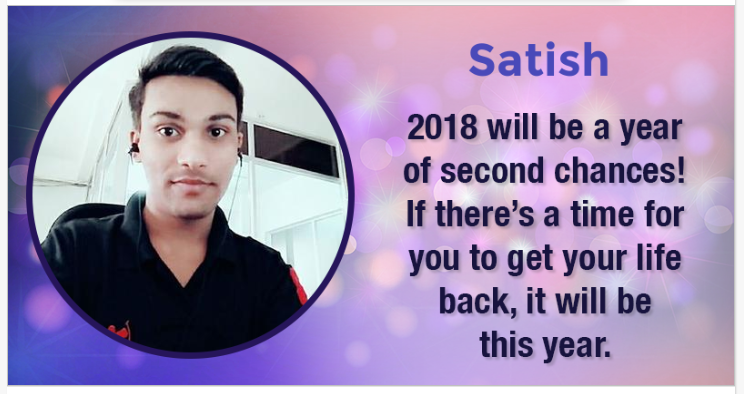 Satish
2018 will be a year
of second chances!
If there's a time for
you to get your life
back, it will be
this year.